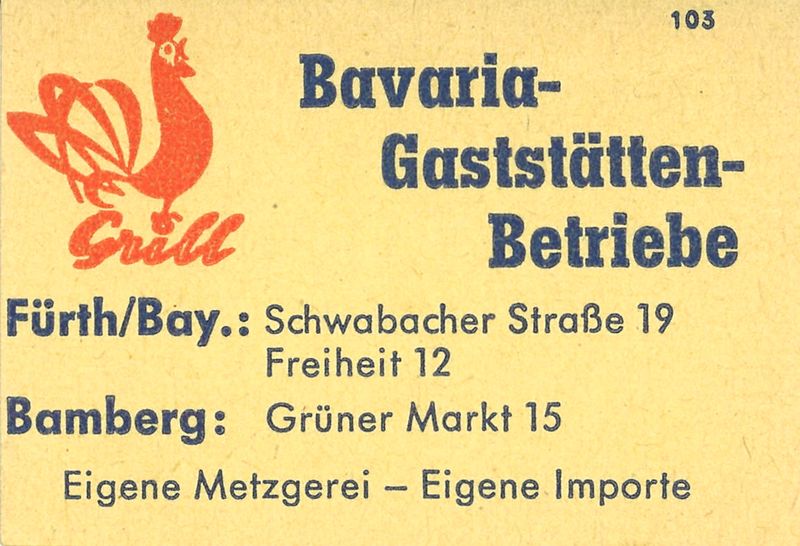 103
Bavaria-
Gaststätten-
Betriebe
Grill
Fürth/Bay.: Schwabacher Straße 19
Freiheit 12
Bamberg: Grüner Markt 15
Eigene Metzgerei – Eigene Importe